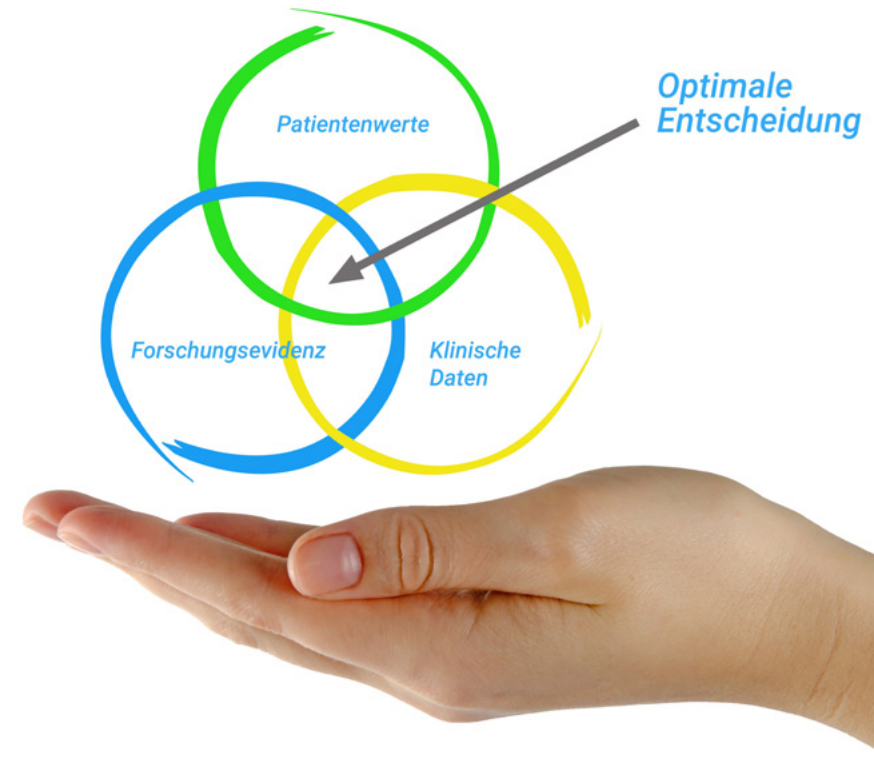 Optimale
Entscheidung
Patientenwerte
Forschungsevidenz
Klinische
Daten